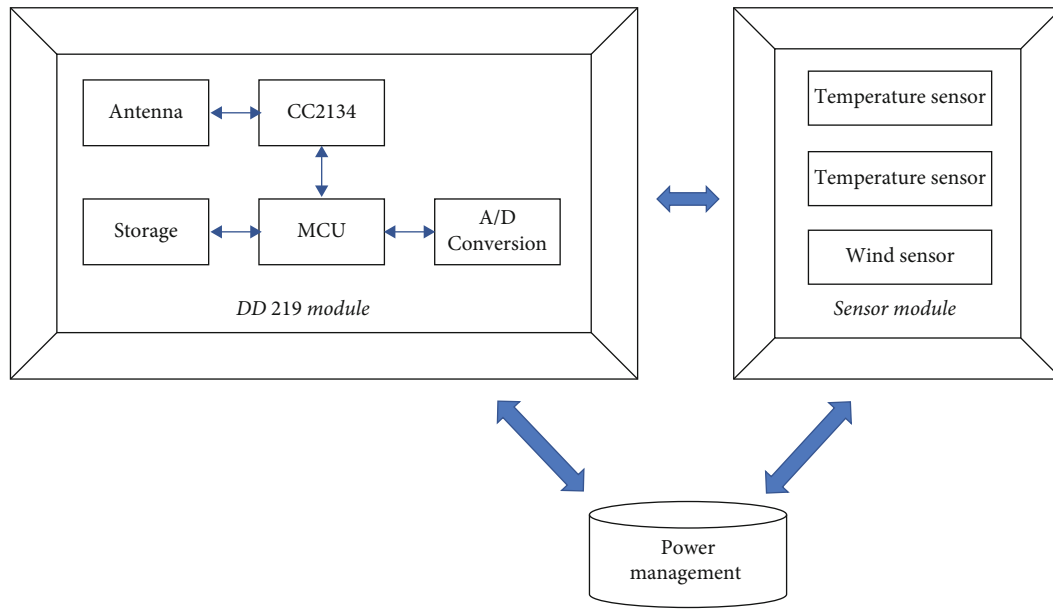 Antenna
CC2134
Storage
MCU
A/D
Conversion
DD 219 module
Temperature sensor
Temperature sensor
Wind sensor
Sensor module
Power
management